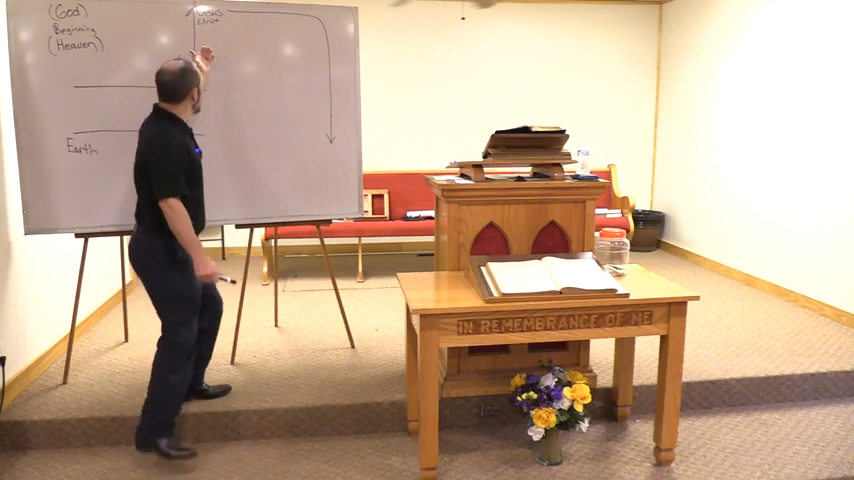 (God)
Beginning
(Heaven)
Jesus
Christ
Earth
IN REMEMBRANCE OF ME